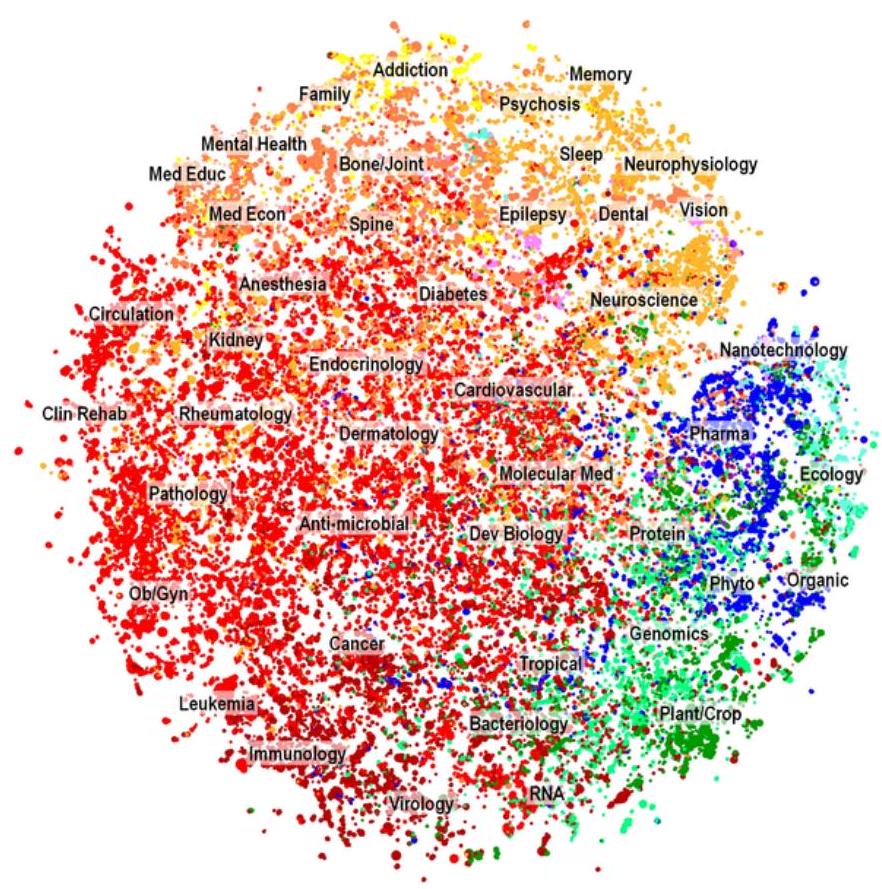 Addiction
Memory
Family
Psychosis
Mental Health
Sleep
Bone/Joint
Neurophysiology
Med Educ
Med Econ
Epilepsy
Dental
Vision
Spine
Anesthesia
Diabetes
Neuroscience
Circulation
Kidney
Nanotechnology
Endocrinology
Cardiovascular
Clin Rehab
Rheumatology
Dermatology
Pharma
Molecular Med
Ecology
Pathology
Anti-microbial
Dev Biology
Protein
Ob/Gyn
Phyto
Organic
Genomics
Cancer
Tropical
Leukemia
Plant/Crop
Bacteriology
Immunology
RNA
Virology